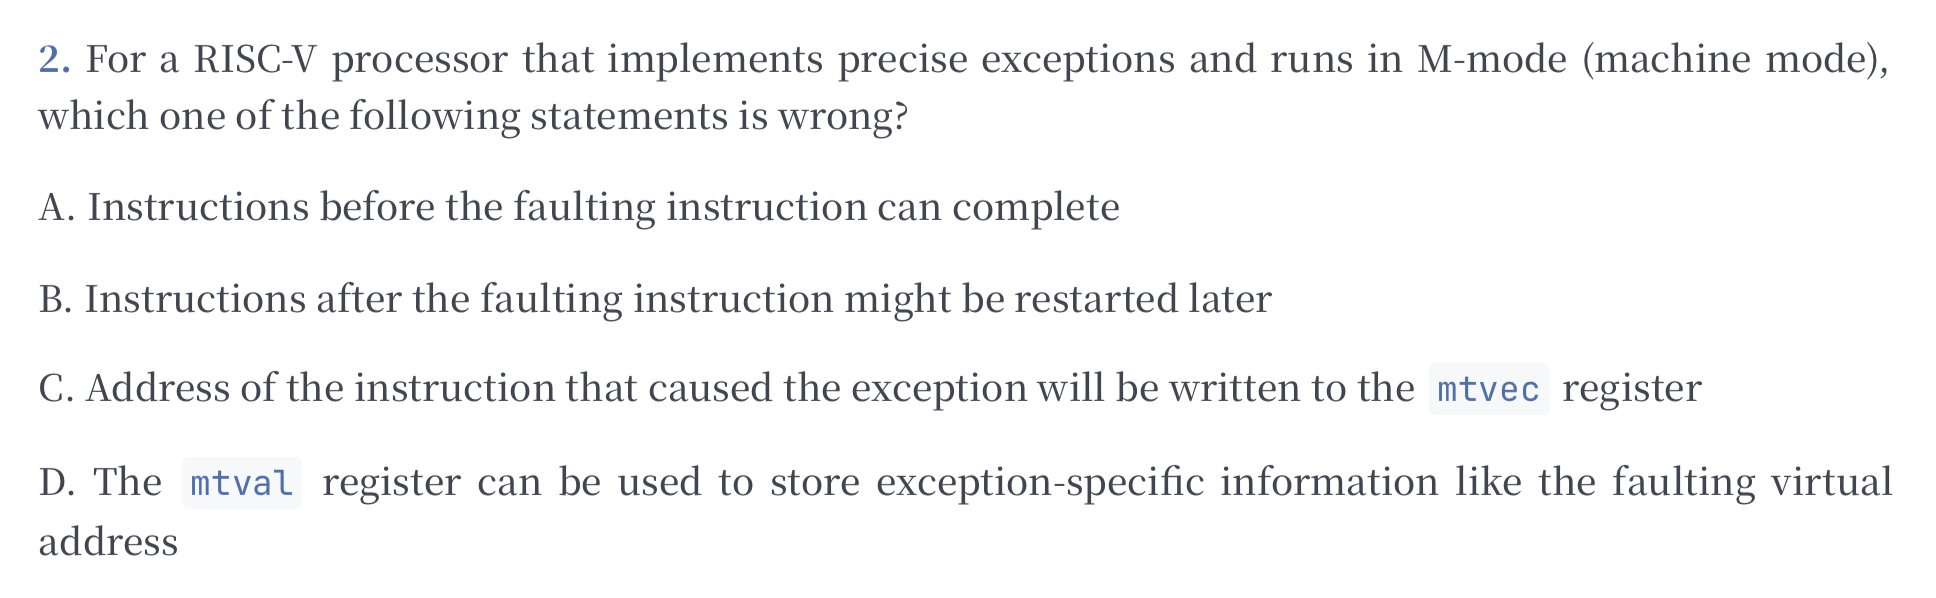 2. For a RISC-V processor that implements precise exceptions and runs in M-mode (machine mode),
which one of the following statements is wrong?
A. Instructions before the faulting instruction can complete
B. Instructions after the faulting instruction might be restarted later
C. Address of the instruction that caused the exception will be written to the mtvec register
D. The mtval register can be used to store exception-specific information like the faulting virtual
address